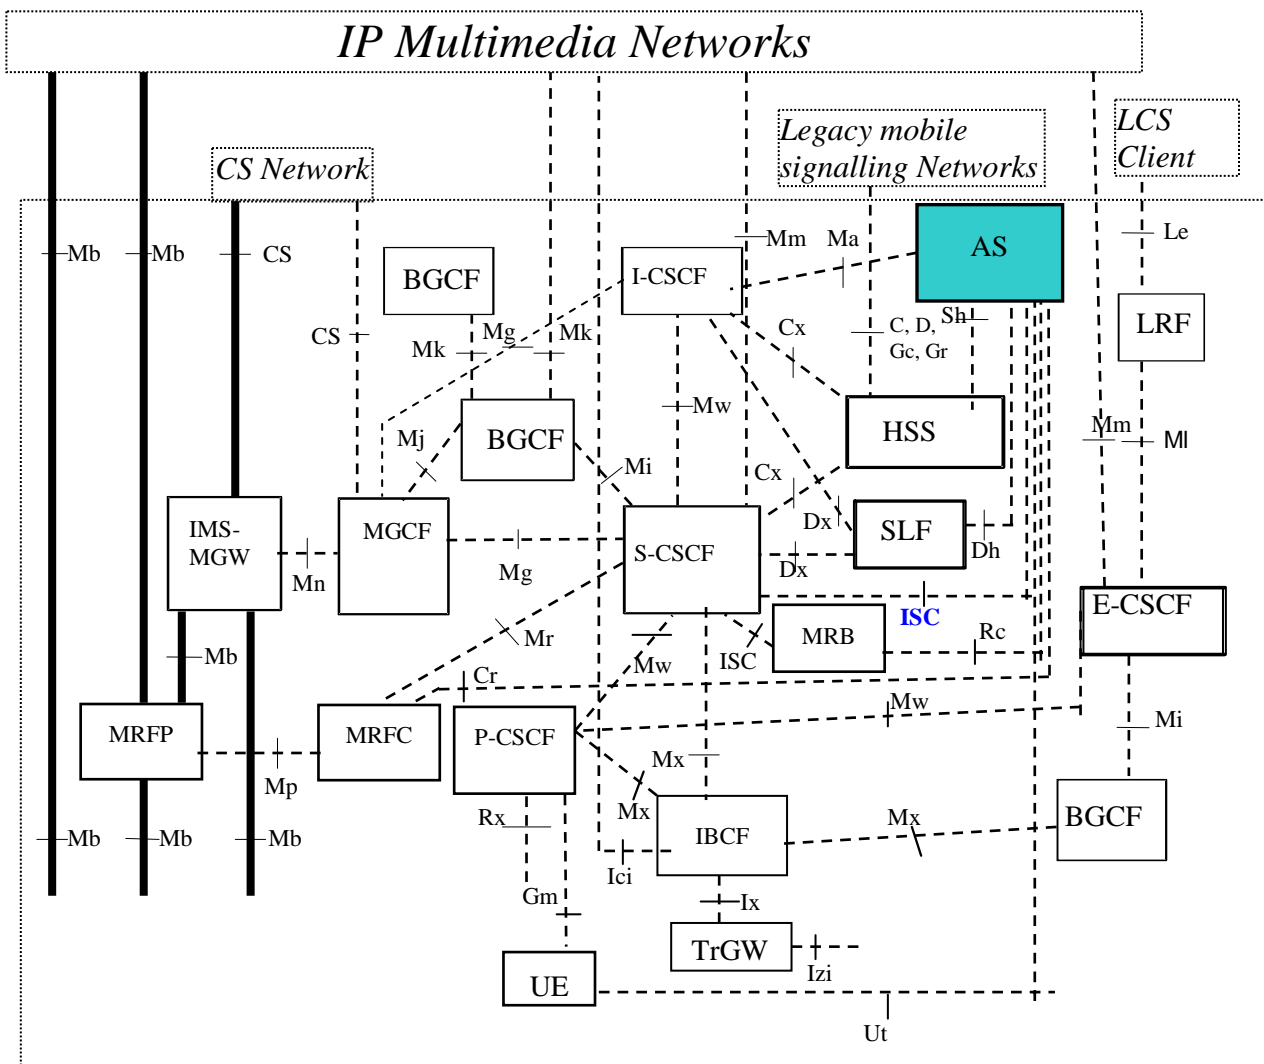 IP Multimedia Networks
Legacy mobile
signalling Networks
LCS
Client
CS Network
Mb
Mb
CS
BGCF
I-CSCF
Mm
Ma
AS
Le
CS
Mk
Mg
Mk
Cx
C, D,
Gc, Gr
Sh
LRF
Mw
Mj
BGCF
Mi
HSS
Mm
Ml
Cx
IMS-
MGW
Mn
MGCF
Mg
S-CSCF
Dx
Dx
SLF
Dh
ISC
E-CSCF
Mr
Mw
ISC
MRB
Rc
Mb
Cr
Mw
MRFP
Mp
MRFC
P-CSCF
Mi
Mx
Mx
Mb
Mb
Mb
Rx
IBCF
Mx
BGCF
Ici
Gm
Ix
TrGW
Izi
UE
Ut